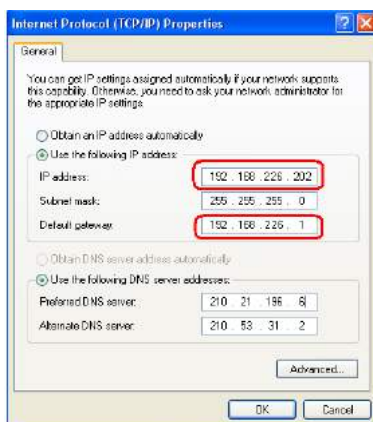 Internet Protocol (TCP/IP) Properties
General
You can get IP settings assigned automatically if your network supports
this capability. Otherwise, you need to ask your network administrator for
the appropriate IP settings.
Obtain an IP address automatically
Use the following IP address:
IP address: 192 . 168 . 226 . 202
Subnet mask: 255 . 255 . 255 . 0
Default gateway: 192 . 168 . 226 . 1
Obtain DNS server address automatically
Use the following DNS server addresses:
Preferred DNS server: 210 . 21 . 196 . 6
Alternate DNS server: 210 . 53 . 31 . 2
Advanced...
OK Cancel